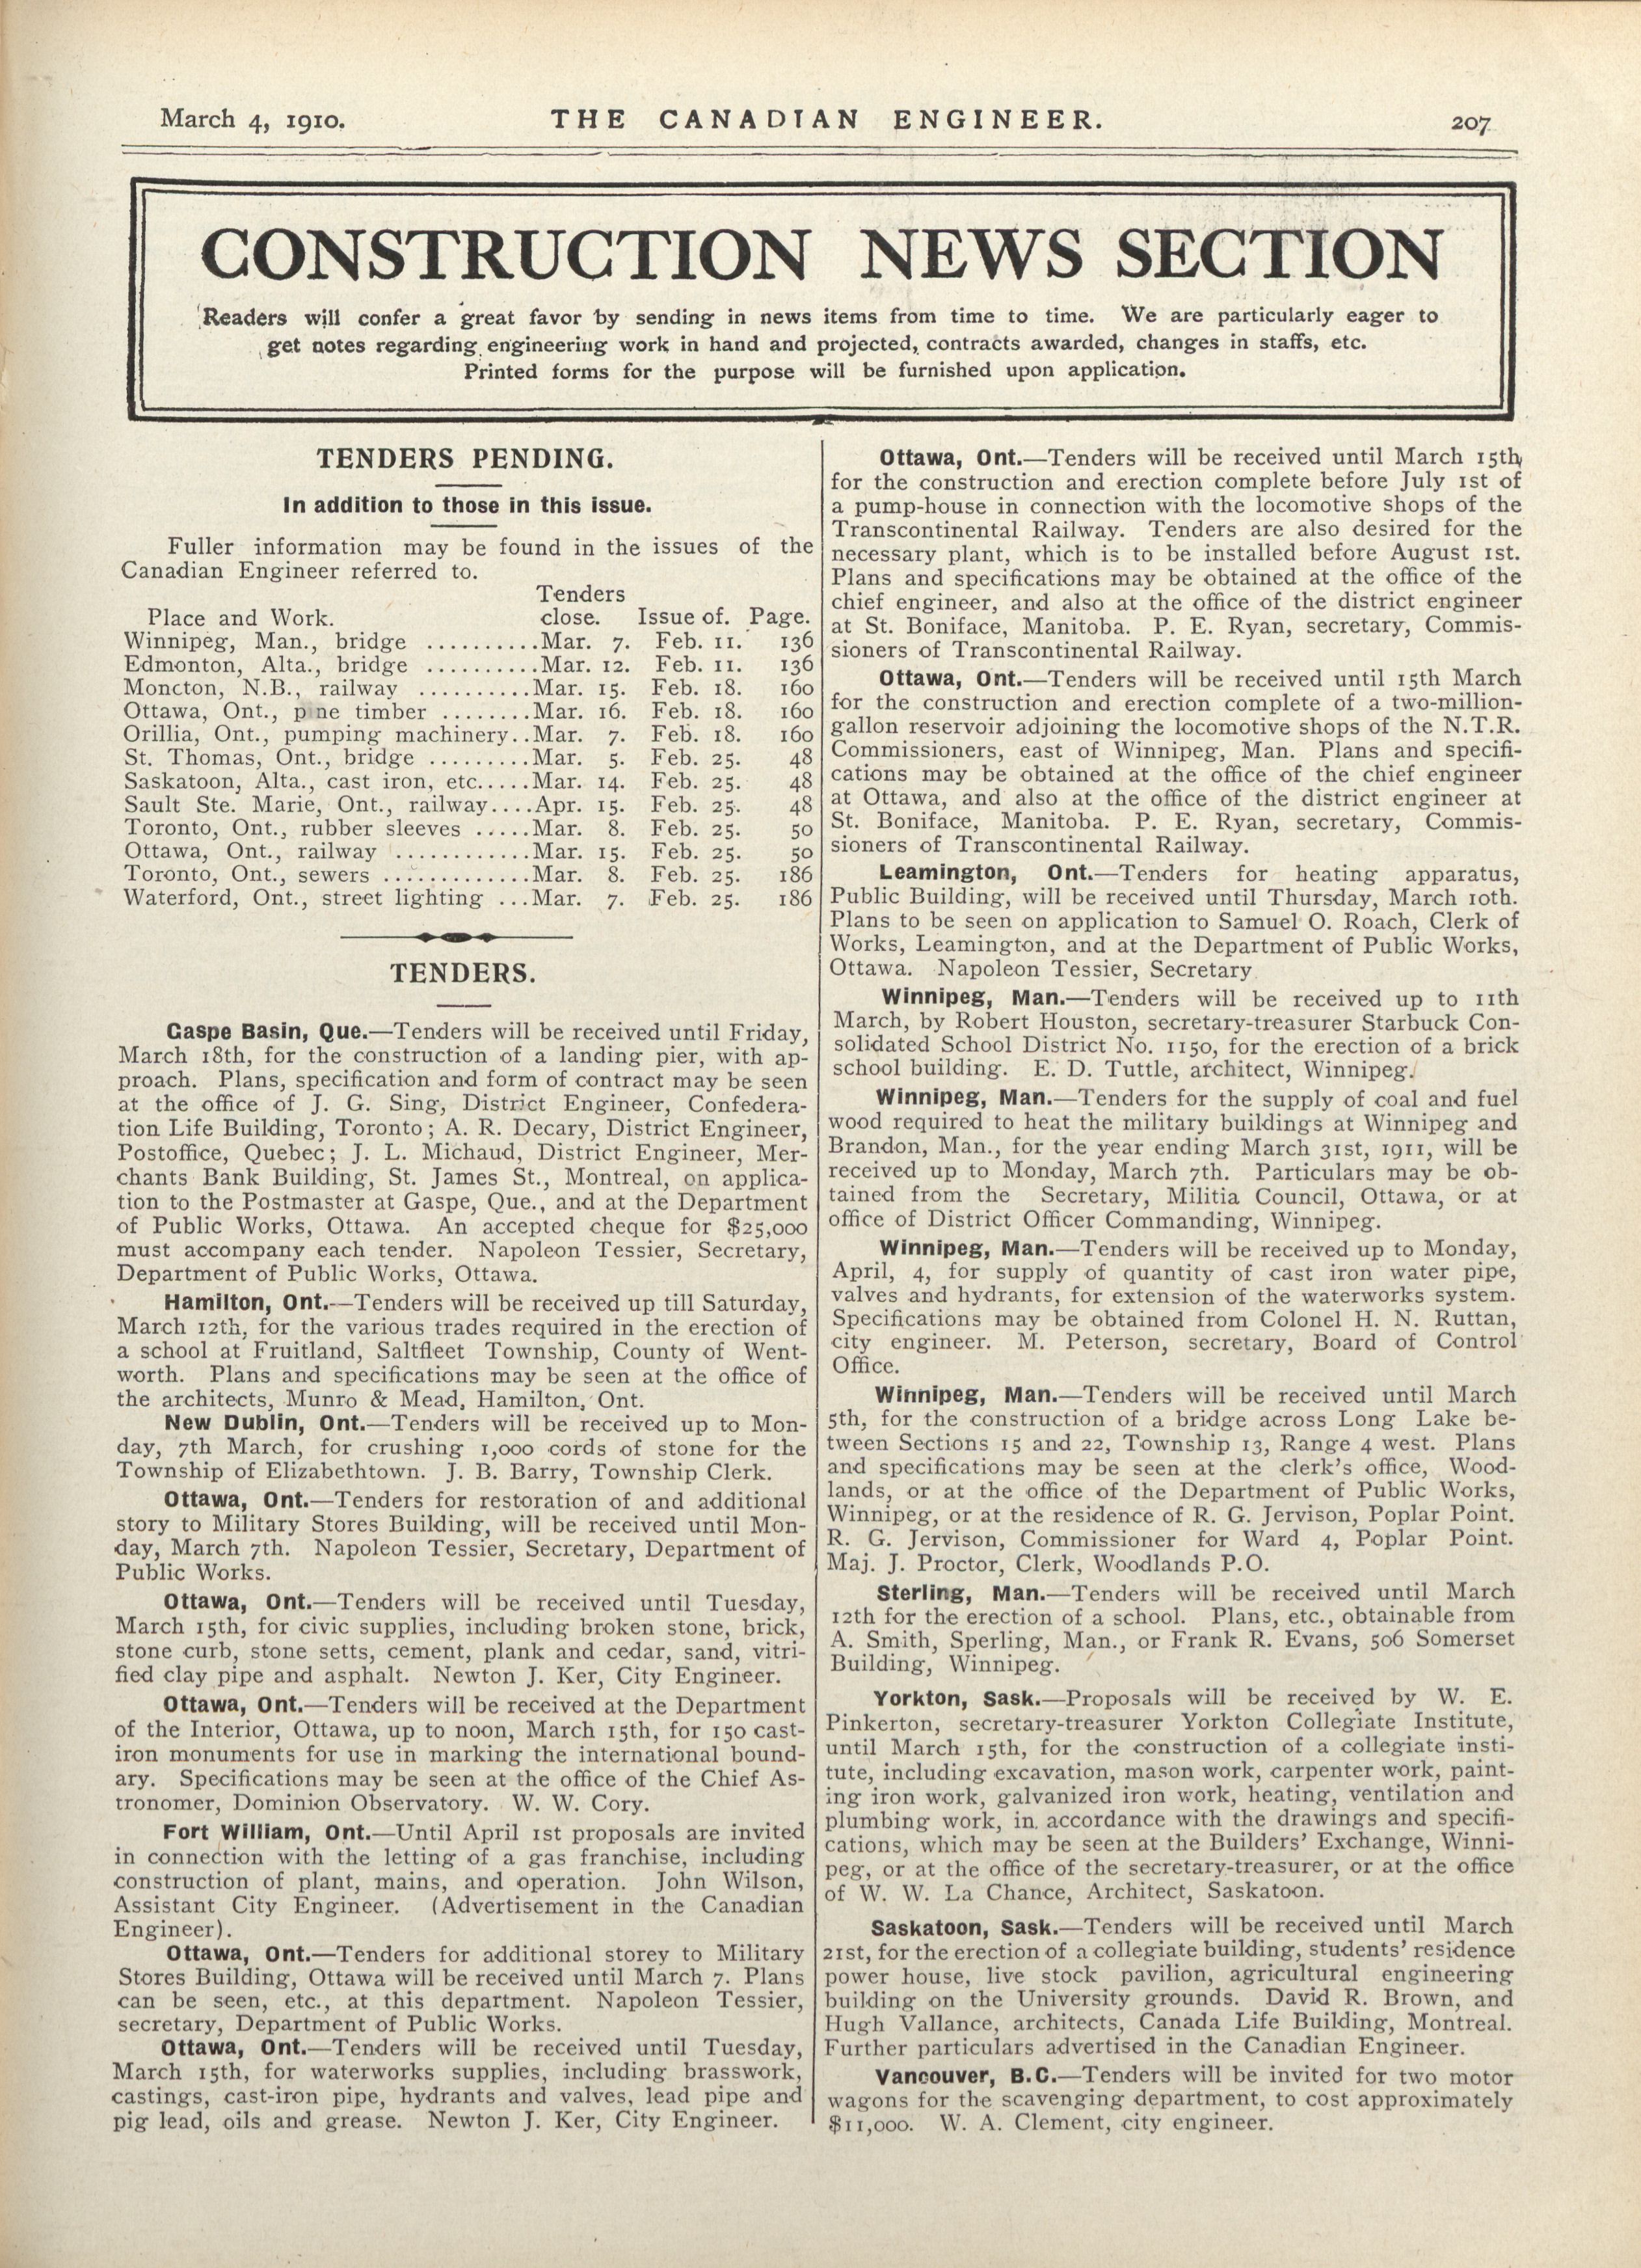 March 4, 1910.
THE CANADIAN ENGINEER.
207
CONSTRUCTION NEWS SECTION
Readers will confer a great favor by sending in news items from time to time. We are particularly eager to
get notes regarding engineering work in hand and projected, contracts awarded, changes in staffs, etc.
Printed forms for the purpose will be furnished upon application.
TENDERS PENDING.
In addition to those in this issue.
Fuller information may be found in the issues of the
Canadian Engineer referred to.
Tenders
Place and Work. close. Issue of. Page.
Winnipeg, Man., bridge ..........Mar. 7. Feb. 11. 136
Edmonton, Alta., bridge ..........Mar. 12. Feb. 11. 136
Moncton, N.B., railway ..........Mar. 15. Feb. 18. 160
Ottawa, Ont., pine timber ........Mar. 16. Feb. 18. 160
Orillia, Ont., pumping machinery..Mar. 7. Feb. 18. 160
St. Thomas, Ont., bridge .........Mar. 5. Feb. 25. 48
Saskatoon, Alta., cast iron, etc.....Mar. 14. Feb. 25. 48
Sault Ste. Marie, Ont., railway....Apr. 15. Feb. 25. 48
Toronto, Ont., rubber sleeves .....Mar. 8. Feb. 25. 50
Ottawa, Ont., railway ............Mar. 15. Feb. 25. 50
Toronto, Ont., sewers .............Mar. 8. Feb. 25. 186
Waterford, Ont., street lighting ...Mar. 7. Feb. 25. 186
TENDERS.
Gaspe Basin, Que.—Tenders will be received until Friday,
March 18th, for the construction of a landing pier, with ap-
proach. Plans, specification and form of contract may be seen
at the office of J. G. Sing, District Engineer, Confedera-
tion Life Building, Toronto; A. R. Decary, District Engineer,
Postoffice, Quebec; J. L. Michaud, District Engineer, Mer-
chants Bank Building, St. James St., Montreal, on applica-
tion to the Postmaster at Gaspe, Que., and at the Department
of Public Works, Ottawa. An accepted cheque for $25,000
must accompany each tender. Napoleon Tessier, Secretary,
Department of Public Works, Ottawa.
Hamilton, Ont.—Tenders will be received up till Saturday,
March 12th, for the various trades required in the erection of
a school at Fruitland, Saltfleet Township, County of Went-
worth. Plans and specifications may be seen at the office of
the architects, Munro & Mead, Hamilton, Ont.
New Dublin, Ont.—Tenders will be received up to Mon-
day, 7th March, for crushing 1,000 cords of stone for the
Township of Elizabethtown. J. B. Barry, Township Clerk.
Ottawa, Ont.—Tenders for restoration of and additional
story to Military Stores Building, will be received until Mon-
day, March 7th. Napoleon Tessier, Secretary, Department of
Public Works.
Ottawa, Ont.—Tenders will be received until Tuesday,
March 15th, for civic supplies, including broken stone, brick,
stone curb, stone setts, cement, plank and cedar, sand, vitri-
fied clay pipe and asphalt. Newton J. Ker, City Engineer.
Ottawa, Ont.—Tenders will be received at the Department
of the Interior, Ottawa, up to noon, March 15th, for 150 cast-
iron monuments for use in marking the international bound-
ary. Specifications may be seen at the office of the Chief As-
tronomer, Dominion Observatory. W. W. Cory.
Fort William, Ont.—Until April 1st proposals are invited
in connection with the letting of a gas franchise, including
construction of plant, mains, and operation. John Wilson,
Assistant City Engineer. (Advertisement in the Canadian
Engineer).
Ottawa, Ont.—Tenders for additional storey to Military
Stores Building, Ottawa will be received until March 7. Plans
can be seen, etc., at this department. Napoleon Tessier,
secretary, Department of Public Works.
Ottawa, Ont.—Tenders will be received until Tuesday,
March 15th, for waterworks supplies, including brasswork,
castings, cast-iron pipe, hydrants and valves, lead pipe and
pig lead, oils and grease. Newton J. Ker, City Engineer.
Ottawa, Ont.—Tenders will be received until March 15th,
for the construction and erection complete before July 1st of
a pump-house in connection with the locomotive shops of the
Transcontinental Railway. Tenders are also desired for the
necessary plant, which is to be installed before August 1st.
Plans and specifications may be obtained at the office of the
chief engineer, and also at the office of the district engineer
at St. Boniface, Manitoba. P. E. Ryan, secretary, Commis-
sioners of Transcontinental Railway.
Ottawa, Ont.—Tenders will be received until 15th March
for the construction and erection complete of a two-million-
gallon reservoir adjoining the locomotive shops of the N.T.R.
Commissioners, east of Winnipeg, Man. Plans and specifi-
cations may be obtained at the office of the chief engineer
at Ottawa, and also at the office of the district engineer at
St. Boniface, Manitoba. P. E. Ryan, secretary, Commis-
sioners of Transcontinental Railway.
Leamington, Ont.—Tenders for heating apparatus,
Public Building, will be received until Thursday, March 10th.
Plans to be seen on application to Samuel O. Roach, Clerk of
Works, Leamington, and at the Department of Public Works,
Ottawa. Napoleon Tessier, Secretary
Winnipeg, Man.—Tenders will be received up to 11th
March, by Robert Houston, secretary-treasurer Starbuck Con-
solidated School District No. 1150, for the erection of a brick
school building. E. D. Tuttle, architect, Winnipeg.
Winnipeg, Man.—Tenders for the supply of coal and fuel
wood required to heat the military buildings at Winnipeg and
Brandon, Man., for the year ending March 31st, 1911, will be
received up to Monday, March 7th. Particulars may be ob-
tained from the Secretary, Militia Council, Ottawa, or at
office of District Officer Commanding, Winnipeg.
Winnipeg, Man.—Tenders will be received up to Monday,
April, 4, for supply of quantity of cast iron water pipe,
valves and hydrants, for extension of the waterworks system.
Specifications may be obtained from Colonel H. N. Ruttan,
city engineer. M. Peterson, secretary, Board of Control
Office.
Winnipeg, Man.—Tenders will be received until March
5th, for the construction of a bridge across Long Lake be-
tween Sections 15 and 22, Township 13, Range 4 west. Plans
and specifications may be seen at the clerk's office, Wood-
lands, or at the office of the Department of Public Works,
Winnipeg, or at the residence of R. G. Jervison, Poplar Point.
R. G. Jervison, Commissioner for Ward 4, Poplar Point.
Maj. J. Proctor, Clerk, Woodlands P.O.
Sterling, Man.—Tenders will be received until March
12th for the erection of a school. Plans, etc., obtainable from
A. Smith, Sperling, Man., or Frank R. Evans, 506 Somerset
Building, Winnipeg.
Yorkton, Sask.—Proposals will be received by W. E.
Pinkerton, secretary-treasurer Yorkton Collegiate Institute,
until March 15th, for the construction of a collegiate insti-
tute, including excavation, mason work, carpenter work, paint-
ing iron work, galvanized iron work, heating, ventilation and
plumbing work, in accordance with the drawings and specifi-
cations, which may be seen at the Builders' Exchange, Winni-
peg, or at the office of the secretary-treasurer, or at the office
of W. W. La Chance, Architect, Saskatoon.
Saskatoon, Sask.—Tenders will be received until March
21st, for the erection of a collegiate building, students' residence
power house, live stock pavilion, agricultural engineering
building on the University grounds. David R. Brown, and
Hugh Vallance, architects, Canada Life Building, Montreal.
Further particulars advertised in the Canadian Engineer.
Vancouver, B.C.—Tenders will be invited for two motor
wagons for the scavenging department, to cost approximately
$11,000. W. A. Clement, city engineer.